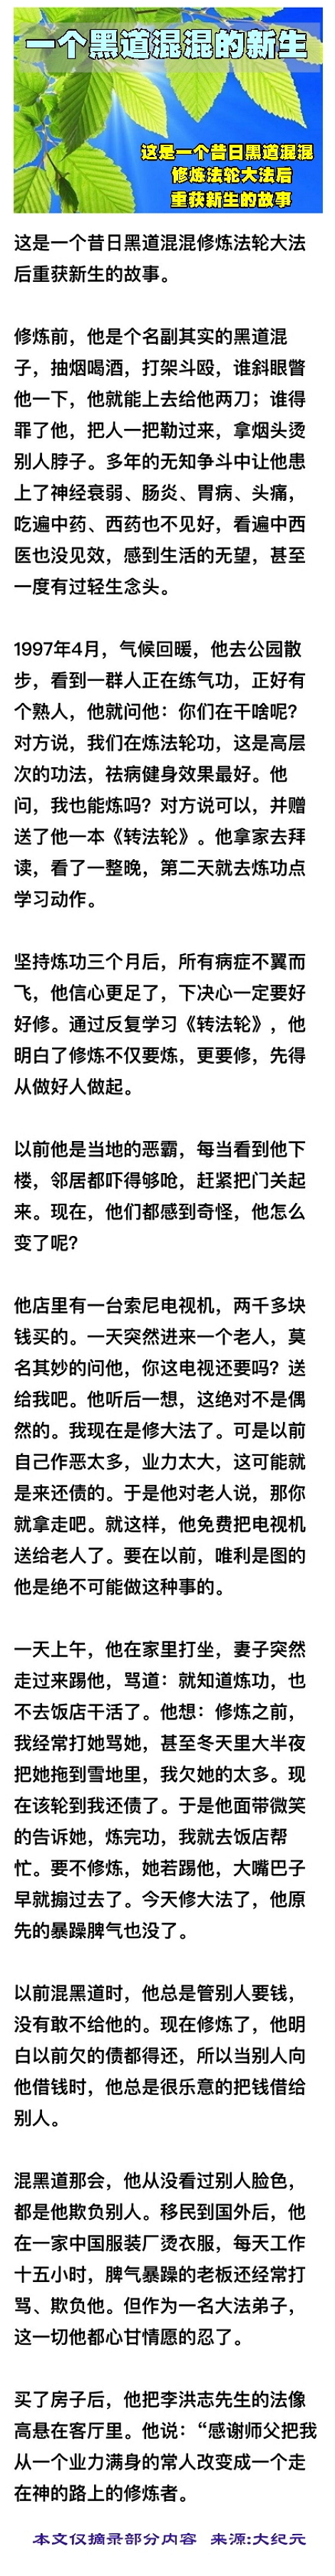 一个黑道混混的新生
这是一个昔日黑道混混
修炼法轮大法后
重获新生的故事
这是一个昔日黑道混混修炼法轮大法
后重获新生的故事。
修炼前，他是个名副其实的黑道混
子，抽烟喝酒，打架斗殴，谁斜眼瞥
他一下，他就能上去给他两刀；谁得
罪了他，把人一把勒过来，拿烟头烫
别人脖子。多年的无知争斗中让他患
上了神经衰弱、肠炎、胃病、头痛，
吃遍中药、西药也不见好，看遍中西
医也没见效，感到生活的无望，甚至
一度有过轻生念头。
1997年4月，气候回暖，他去公园散
步，看到一群人正在练气功，正好有
个熟人，他就问他：你们在干啥呢？
对方说，我们在炼法轮功，这是高层
次的功法，祛病健身效果最好。他
问，我也能炼吗？对方说可以，并赠
送了他一本《转法轮》。他拿家去拜
读，看了一整晚，第二天就去炼功点
学习动作。
坚持炼功三个月后，所有病症不翼而
飞，他信心更足了，下决心一定要好
好修。通过反复学习《转法轮》，他
明白了修炼不仅要炼，更要修，先得
从做好人做起。
以前他是当地的恶霸，每当看到他下
楼，邻居都吓得够呛，赶紧把门关起
来。现在，他们都感到奇怪，他怎么
变了呢？
他店里有一台索尼电视机，两千多块
钱买的。一天突然进来一个老人，莫
名其妙的问他，你这电视还要吗？送
给我吧。他听后一想，这绝对不是偶
然的。我现在是修大法了。可是以前
自己作恶太多，业力太大，这可能就
是来还债的。于是他对老人说，那你
就拿走吧。就这样，他免费把电视机
送给老人了。要在以前，唯利是图的
他是绝不可能做这种事的。
一天上午，他在家里打坐，妻子突然
走过来踢他，骂道：就知道炼功，也
不去饭店干活了。他想：修炼之前，
我经常打她骂她，甚至冬天里大半夜
把她拖到雪地里，我欠她的太多。现
在该轮到我还债了。于是他面带微笑
的告诉她，炼完功，我就去饭店帮
忙。要不修炼，她若踢他，大嘴巴子
早就搧过去了。今天修大法了，他原
先的暴躁脾气也没了。
以前混黑道时，他总是管别人要钱，
没有敢不给他的。现在修炼了，他明
白以前欠的债都得还，所以当别人向
他借钱时，他总是很乐意的把钱借给
别人。
混黑道那会，他从没看过别人脸色，
都是他欺负别人。移民到国外后，他
在一家中国服装厂烫衣服，每天工作
十五小时，脾气暴躁的老板还经常打
骂、欺负他。但作为一名大法弟子，
这一切他都心甘情愿的忍了。
买了房子后，他把李洪志先生的法像
高悬在客厅里。他说：“感谢师父把我
从一个业力满身的常人改变成一个走
在神的路上的修炼者。
本文仅摘录部分内容 来源:大纪元